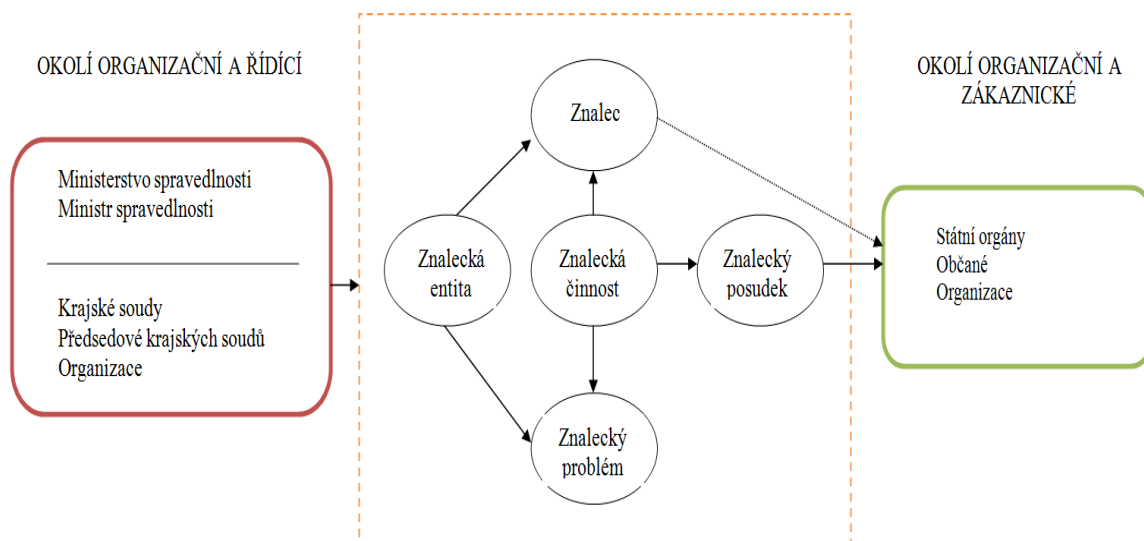 OKOLÍ ORGANIZAČNÍ A ŘÍDÍCÍ
Ministerstvo spravedlnosti
Ministr spravedlnosti
Krajské soudy
Předsedové krajských soudů
Organizace
Znalec
Znalecká
entita
Znalecká
činnost
Znalecký
posudek
Znalecký
problém
OKOLÍ ORGANIZAČNÍ A
ZÁKAZNICKÉ
Státní orgány
Občané
Organizace